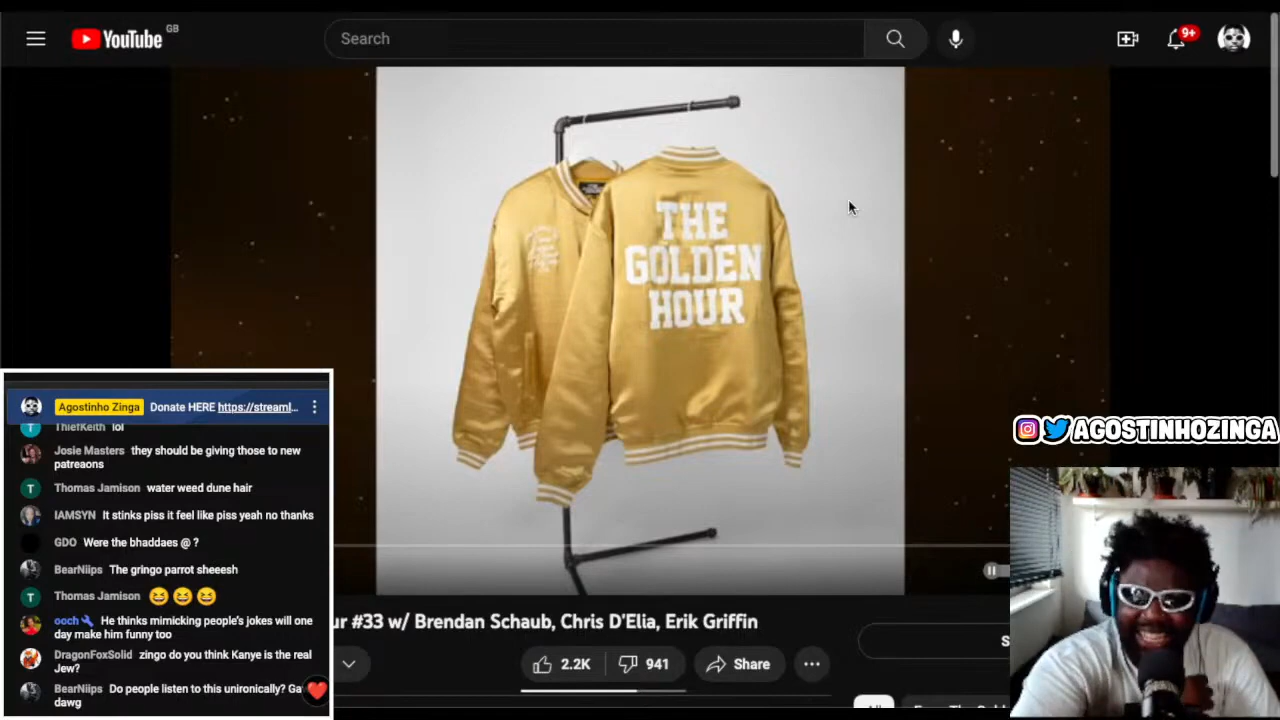 YouTube GB
Search
9+
THE
GOLDEN
HOUR
Agostinho Zinga Donate HERE https://streaml...
ThiefKeith lol
Josie Masters they should be giving those to new
patreaons
Thomas Jamison water weed dune hair
IAMSYN It stinks piss it feel like piss yeah no thanks
GDO Were the bhaddaes @ ?
BearNiips The gringo parrot sheeesh
Thomas Jamison 😆😆😆
ooch He thinks mimicking people's jokes will one
day make him funny too
DragonFoxSolid zingo do you think Kanye is the real
Jew?
BearNiips Do people listen to this unironically? Ga
dawg
AGOSTINHOZINGA
ur #33 w/ Brendan Schaub, Chris D'Elia, Erik Griffin
2.2K
941
Share
...
S